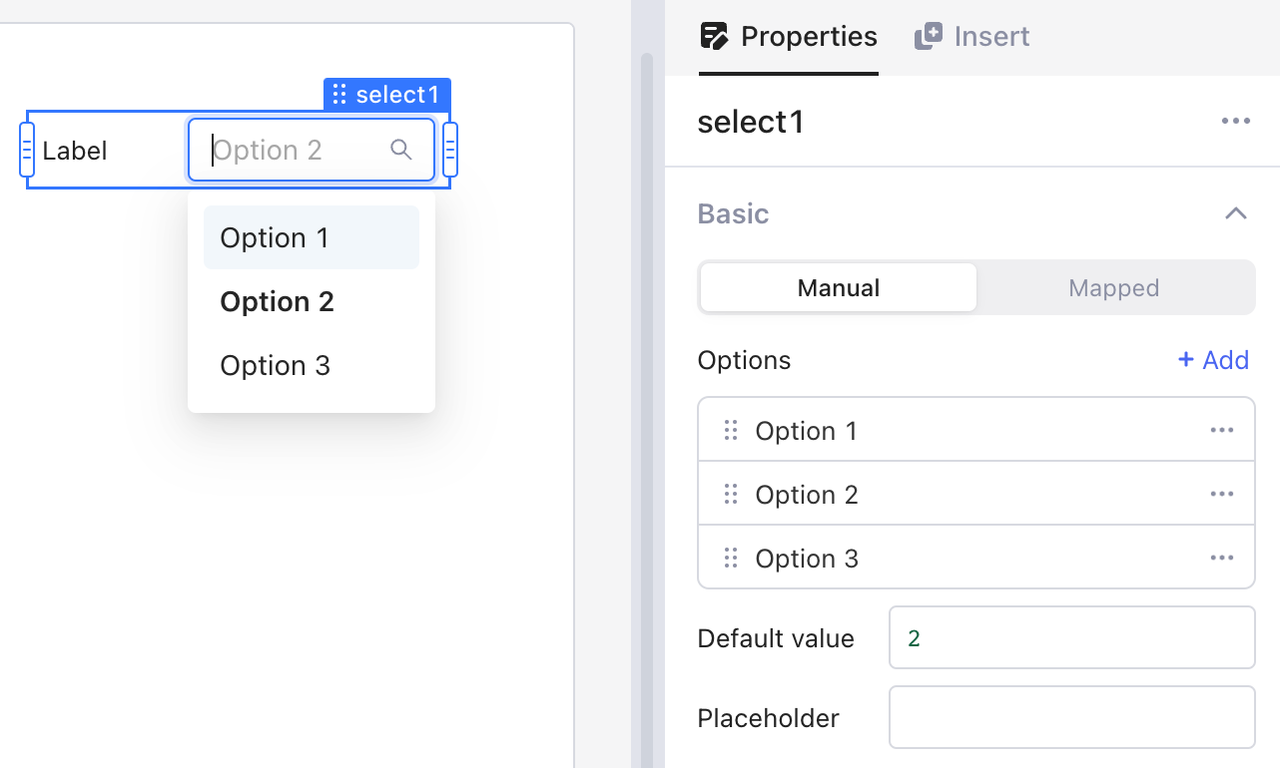 select1
Label
Option 2
Option 1
Option 2
Option 3
Properties
Insert
select1
Basic
Manual
Mapped
Options
+ Add
Option 1
Option 2
Option 3
Default value
2
Placeholder